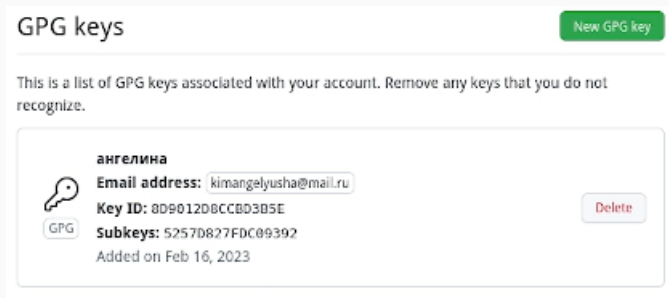 GPG keys
New GPG key
This is a list of GPG keys associated with your account. Remove any keys that you do not
recognize.
ангелина
Email address: kimangelyusha@mail.ru
Key ID: 8D9012D8CCBD3B5E
GPG
Subkeys: 5257D827FDC09392
Added on Feb 16, 2023
Delete